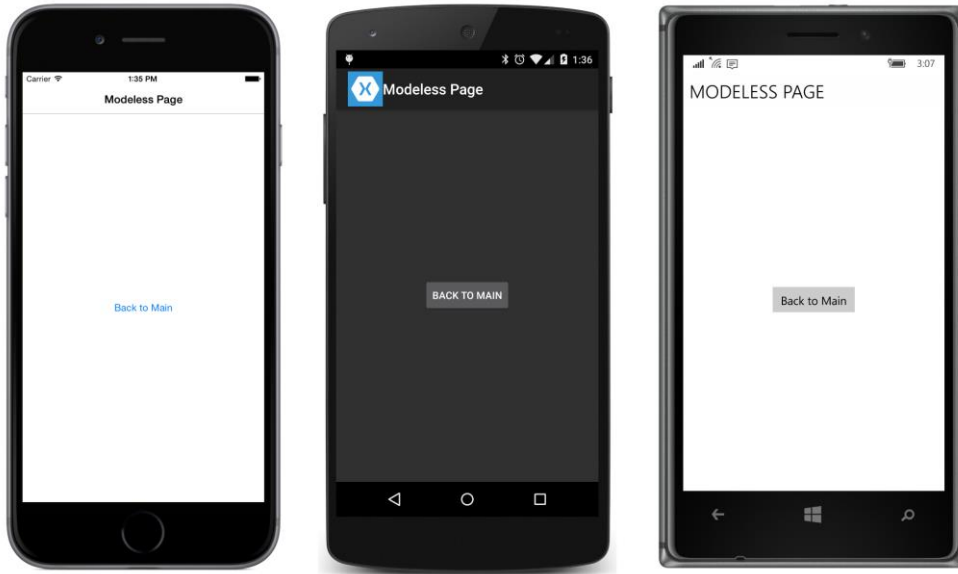 Carrier 1:35 PM
Modeless Page
Back to Main
1:36
Modeless Page
BACK TO MAIN
3:07
MODELESS PAGE
Back to Main